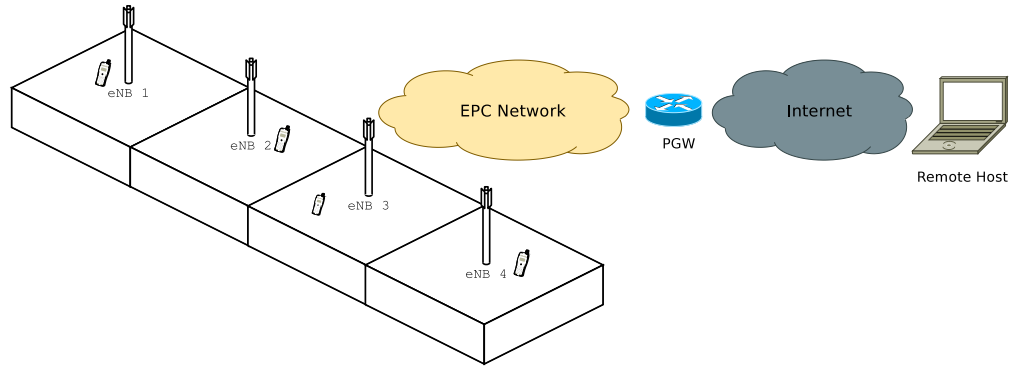 eNB 1
eNB 2
eNB 3
eNB 4
EPC Network
PGW
Internet
Remote Host